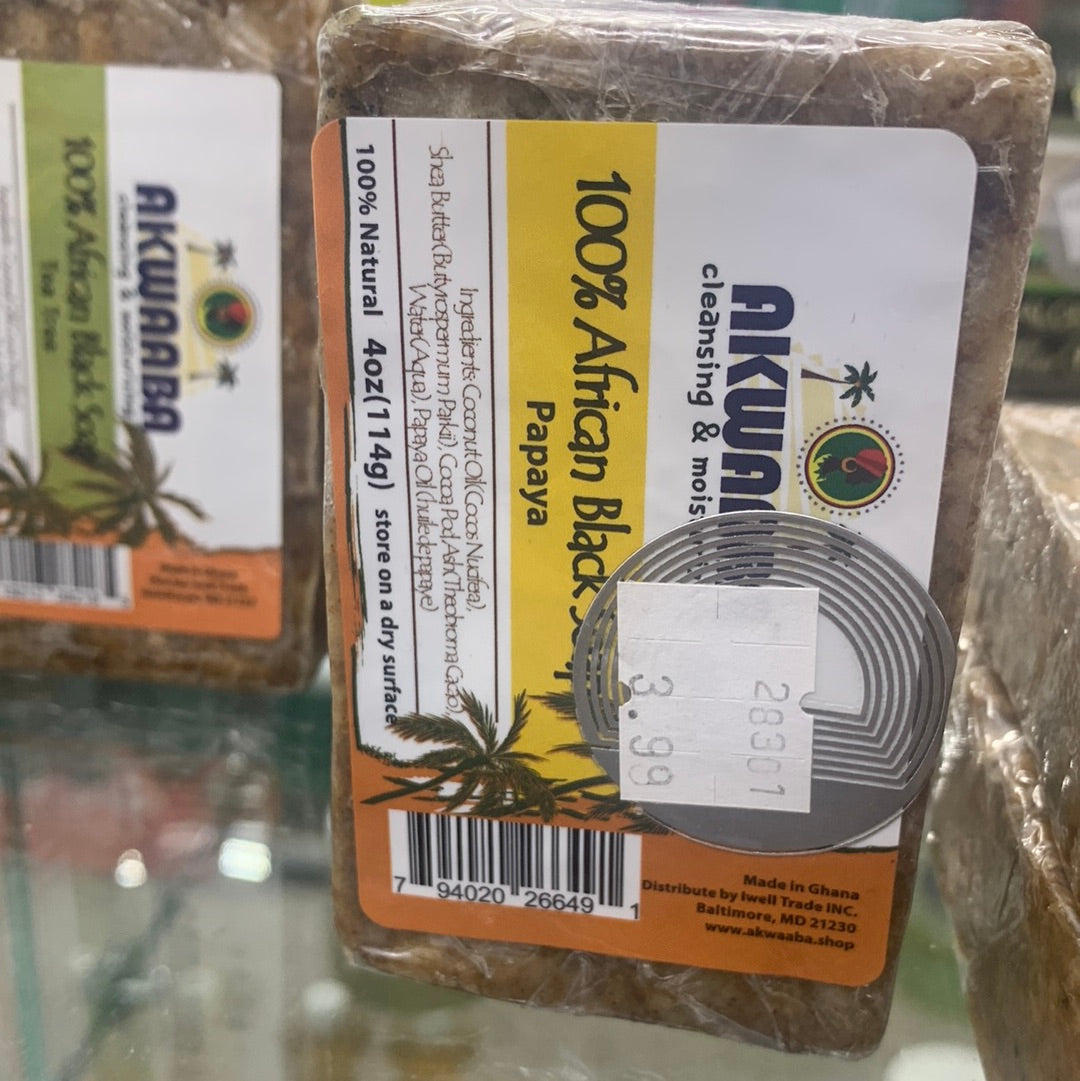 AKWAABA
cleansing &
100% African Black Soap
Tea Tree
AKWAA
cleansing & mois
100% African Black
Papaya
Ingredients: Coconut Oil (Cocos Nucifera),
Shea Butter (Butyrospermum Parkii), Cocoa Pod Ash (Theobroma Cacao),
Water (Aqua), Papaya Oil (huile de papaye)
100% Natural 4oz(114g) store on a dry surface
28301
3.99
7 94020 26649 1
Made in Ghana
Distribute by Iwell Trade INC.
Baltimore, MD 21230
www.akwaaba.shop